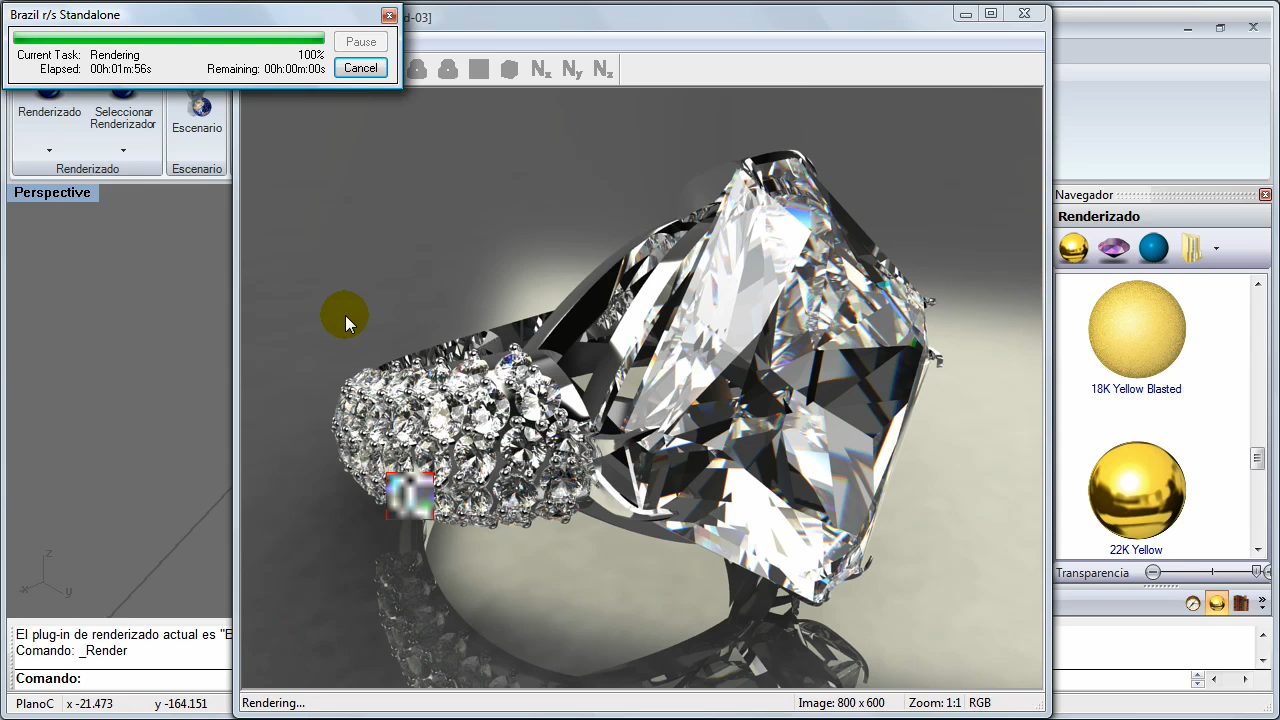 Brazil r/s Standalone
Current Task: Rendering 100%
Elapsed: 00h:01m:56s Remaining: 00h:00m:00s
Pause
Cancel
d-03]
Nx Ny Nz
Renderizado
Seleccionar
Renderizador
Escenario
Renderizado
Escenario
Perspective
z
x
y
Navegador
Renderizado
18K Yellow Blasted
22K Yellow
Transparencia
El plug-in de renderizado actual es "E
Comando: _Render
Comando:
PlanoC x -21.473 y -164.151
Rendering...
Image: 800 x 600 Zoom: 1:1 RGB